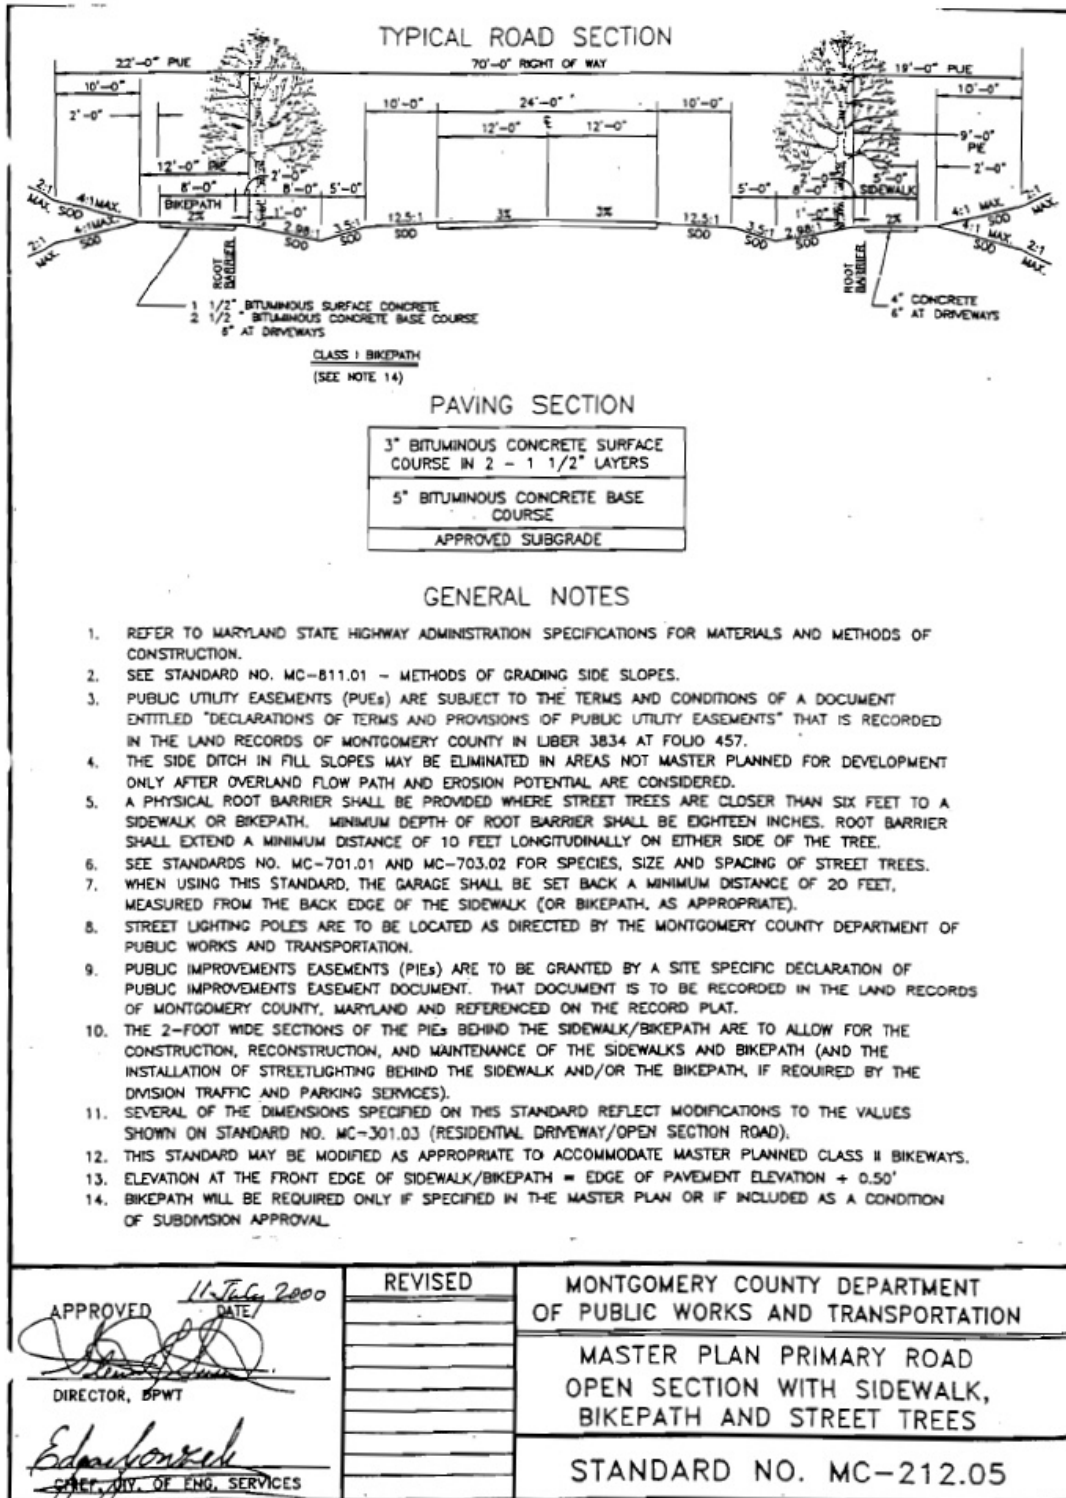 TYPICAL ROAD SECTION
22'-0" PUE
70'-0" RIGHT OF WAY
19'-0" PUE
10'-0"
10'-0"
24'-0"
10'-0"
10'-0"
2'-0"
12'-0"
12'-0"
9'-0"
PIE
12'-0" PIE
2'-0"
2'-0"
5'-0"
2'-0"
8'-0"
8'-0"
5'-0"
5'-0"
8'-0"
SIDEWALK
BIKEPATH
2%
1'-0"
1'-0"
2%
2:1
MAX.
4:1 MAX.
SOD
2:1
MAX.
4:1 MAX.
SOD
2.98:1
SOD
3.5:1
SOD
12.5:1
SOD
3%
3%
12.5:1
SOD
3.5:1
SOD
2.98:1
SOD
4:1 MAX.
SOD
2:1
MAX.
4:1 MAX.
SOD
2:1
MAX.
ROOT
BARRIER
ROOT
BARRIER
1 1/2" BITUMINOUS SURFACE CONCRETE
2 1/2" BITUMINOUS CONCRETE BASE COURSE
AT DRIVEWAYS
4" CONCRETE
6" AT DRIVEWAYS
CLASS I BIKEPATH
(SEE NOTE 14)
PAVING SECTION
3" BITUMINOUS CONCRETE SURFACE
COURSE IN 2 - 1 1/2" LAYERS
5" BITUMINOUS CONCRETE BASE
COURSE
APPROVED SUBGRADE
GENERAL NOTES
1. REFER TO MARYLAND STATE HIGHWAY ADMINISTRATION SPECIFICATIONS FOR MATERIALS AND METHODS OF
CONSTRUCTION.
2. SEE STANDARD NO. MC-811.01 - METHODS OF GRADING SIDE SLOPES.
3. PUBLIC UTILITY EASEMENTS (PUEs) ARE SUBJECT TO THE TERMS AND CONDITIONS OF A DOCUMENT
ENTITLED "DECLARATIONS OF TERMS AND PROVISIONS OF PUBLIC UTILITY EASEMENTS" THAT IS RECORDED
IN THE LAND RECORDS OF MONTGOMERY COUNTY IN LIBER 3834 AT FOLIO 457.
4. THE SIDE DITCH IN FILL SLOPES MAY BE ELIMINATED IN AREAS NOT MASTER PLANNED FOR DEVELOPMENT
ONLY AFTER OVERLAND FLOW PATH AND EROSION POTENTIAL ARE CONSIDERED.
5. A PHYSICAL ROOT BARRIER SHALL BE PROVIDED WHERE STREET TREES ARE CLOSER THAN SIX FEET TO A
SIDEWALK OR BIKEPATH. MINIMUM DEPTH OF ROOT BARRIER SHALL BE EIGHTEEN INCHES. ROOT BARRIER
SHALL EXTEND A MINIMUM DISTANCE OF 10 FEET LONGITUDINALLY ON EITHER SIDE OF THE TREE.
6. SEE STANDARDS NO. MC-701.01 AND MC-703.02 FOR SPECIES, SIZE AND SPACING OF STREET TREES.
7. WHEN USING THIS STANDARD, THE GARAGE SHALL BE SET BACK A MINIMUM DISTANCE OF 20 FEET,
MEASURED FROM THE BACK EDGE OF THE SIDEWALK (OR BIKEPATH, AS APPROPRIATE).
8. STREET LIGHTING POLES ARE TO BE LOCATED AS DIRECTED BY THE MONTGOMERY COUNTY DEPARTMENT OF
PUBLIC WORKS AND TRANSPORTATION.
9. PUBLIC IMPROVEMENTS EASEMENTS (PIEs) ARE TO BE GRANTED BY A SITE SPECIFIC DECLARATION OF
PUBLIC IMPROVEMENTS EASEMENT DOCUMENT. THAT DOCUMENT IS TO BE RECORDED IN THE LAND RECORDS
OF MONTGOMERY COUNTY, MARYLAND AND REFERENCED ON THE RECORD PLAT.
10. THE 2-FOOT WIDE SECTIONS OF THE PIEs BEHIND THE SIDEWALK/BIKEPATH ARE TO ALLOW FOR THE
CONSTRUCTION, RECONSTRUCTION, AND MAINTENANCE OF THE SIDEWALKS AND BIKEPATH (AND THE
INSTALLATION OF STREETLIGHTING BEHIND THE SIDEWALK AND/OR THE BIKEPATH, IF REQUIRED BY THE
DIVISION TRAFFIC AND PARKING SERVICES).
11. SEVERAL OF THE DIMENSIONS SPECIFIED ON THIS STANDARD REFLECT MODIFICATIONS TO THE VALUES
SHOWN ON STANDARD NO. MC-301.03 (RESIDENTIAL DRIVEWAY/OPEN SECTION ROAD).
12. THIS STANDARD MAY BE MODIFIED AS APPROPRIATE TO ACCOMMODATE MASTER PLANNED CLASS II BIKEWAYS.
13. ELEVATION AT THE FRONT EDGE OF SIDEWALK/BIKEPATH = EDGE OF PAVEMENT ELEVATION + 0.50'
14. BIKEPATH WILL BE REQUIRED ONLY IF SPECIFIED IN THE MASTER PLAN OR IF INCLUDED AS A CONDITION
OF SUBDIVISION APPROVAL
11 July 2000
APPROVED DATE
DIRECTOR, DPWT
CHIEF, DIV. OF ENG. SERVICES
REVISED
MONTGOMERY COUNTY DEPARTMENT
OF PUBLIC WORKS AND TRANSPORTATION
MASTER PLAN PRIMARY ROAD
OPEN SECTION WITH SIDEWALK,
BIKEPATH AND STREET TREES
STANDARD NO. MC-212.05